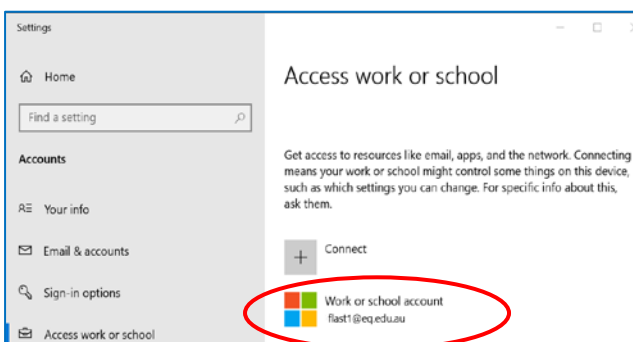 Settings
Home
Find a setting
Accounts
Your info
Email & accounts
Sign-in options
Access work or school
Access work or school
Get access to resources like email, apps, and the network. Connecting
means your work or school might control some things on this device,
such as which settings you can change. For specific info about this,
ask them.
Connect
Work or school account
flast1@eq.edu.au